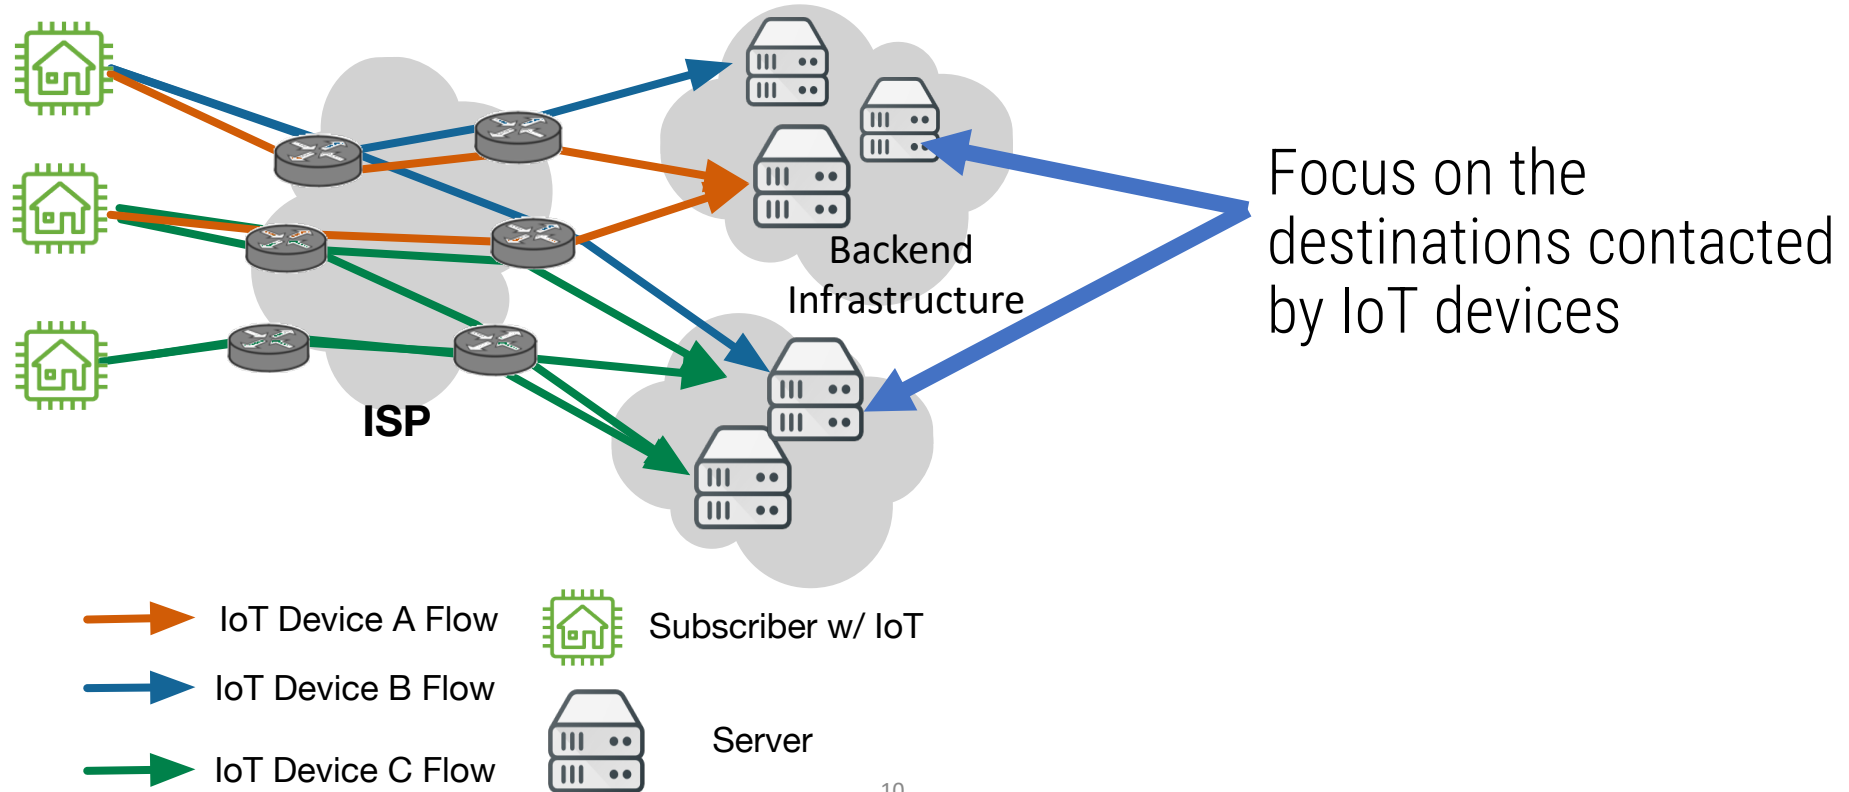 Focus on the
destinations contacted
by IoT devices
Backend
Infrastructure
ISP
IoT Device A Flow
Subscriber w/ IoT
IoT Device B Flow
Server
IoT Device C Flow
10